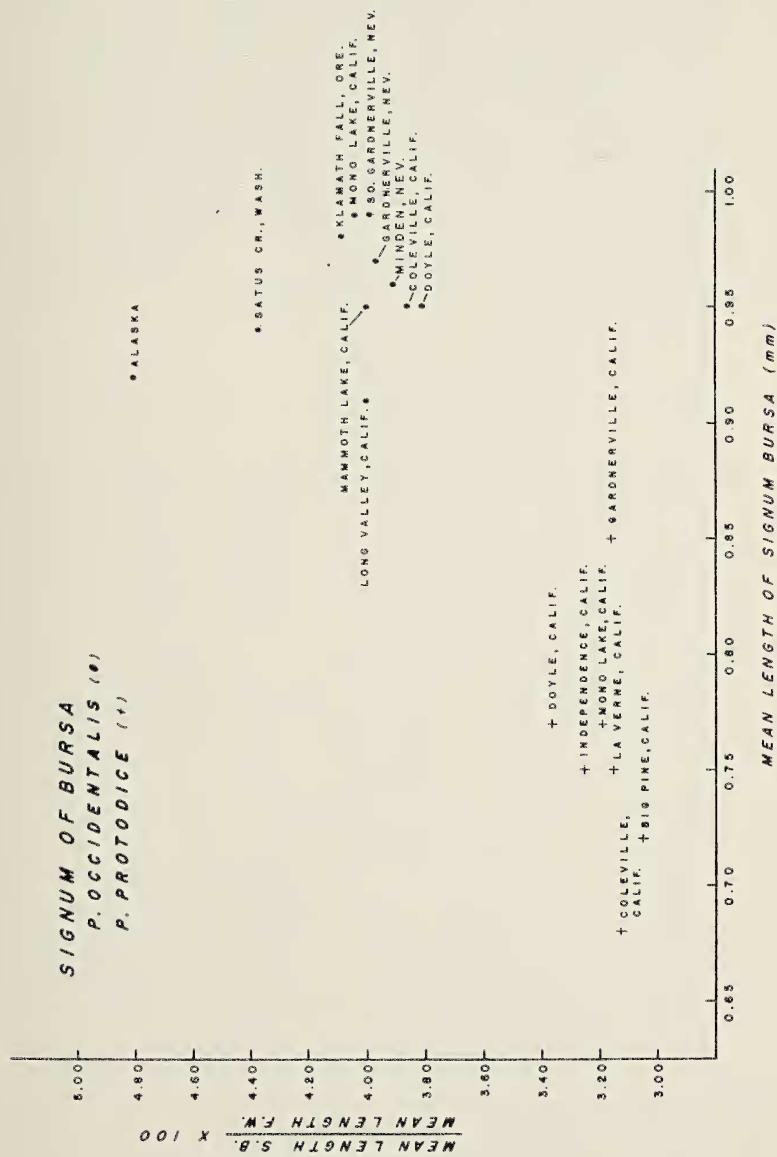 SIGNUM OF BURSA
P. OCCIDENTALIS (•)
P. PROTODICE (+)
MEAN LENGTH S.B.
MEAN LENGTH F.W.
X 100
5.00
4.80
4.60
4.40
4.20
4.00
3.80
3.60
3.40
3.20
3.00
ALASKA
SATUS CR., WASH.
KLAMATH FALL, ORE.
MONO LAKE, CALIF.
SO. GARDNERVILLE, NEV.
GARDNERVILLE, NEV.
MINDEN, NEV.
COLEVILLE, CALIF.
DOYLE, CALIF.
MAMMOTH LAKE, CALIF.
LONG VALLEY, CALIF.
+ DOYLE, CALIF.
+ INDEPENDENCE, CALIF.
+ MONO LAKE, CALIF.
+ LA VERNE, CALIF.
+ GARDNERVILLE, CALIF.
+ BIG PINE, CALIF.
+ COLEVILLE,
CALIF.
0.65
0.70
0.75
0.80
0.85
0.90
0.95
1.00
MEAN LENGTH OF SIGNUM BURSA (mm)